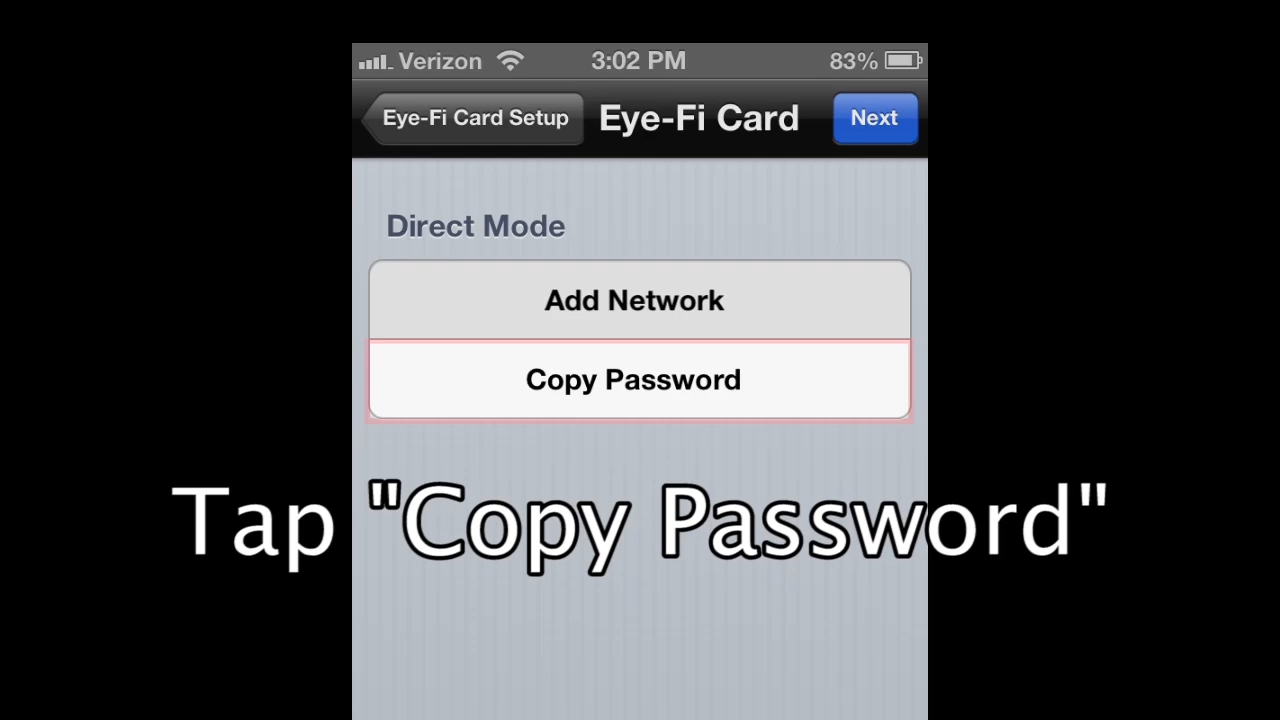 Verizon 3:02 PM 83%
Eye-Fi Card Setup Eye-Fi Card Next
Direct Mode
Add Network
Copy Password
Tap "Copy Password"